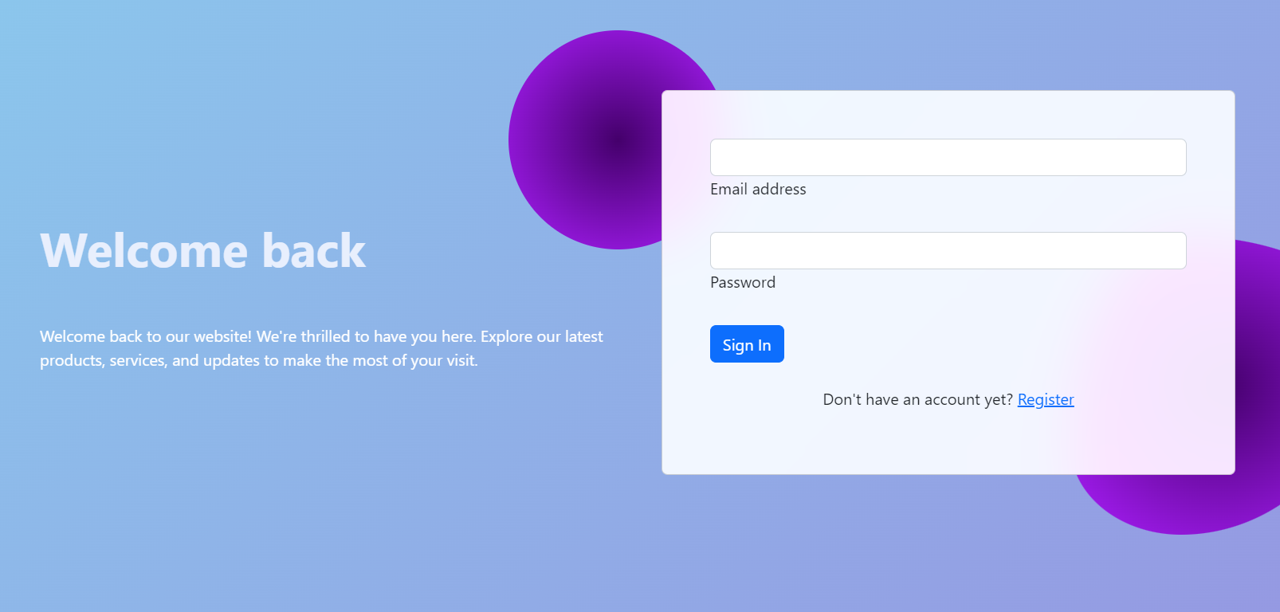 Welcome back
Welcome back to our website! We're thrilled to have you here. Explore our latest
products, services, and updates to make the most of your visit.
Email address
Password
Sign In
Don't have an account yet? Register